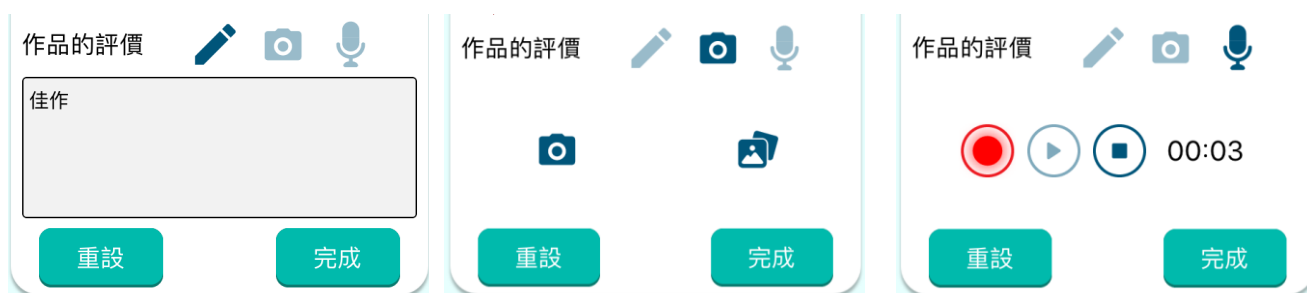 作品的評價
佳作
重設
完成
作品的評價
重設
完成
作品的評價
00:03
重設
完成